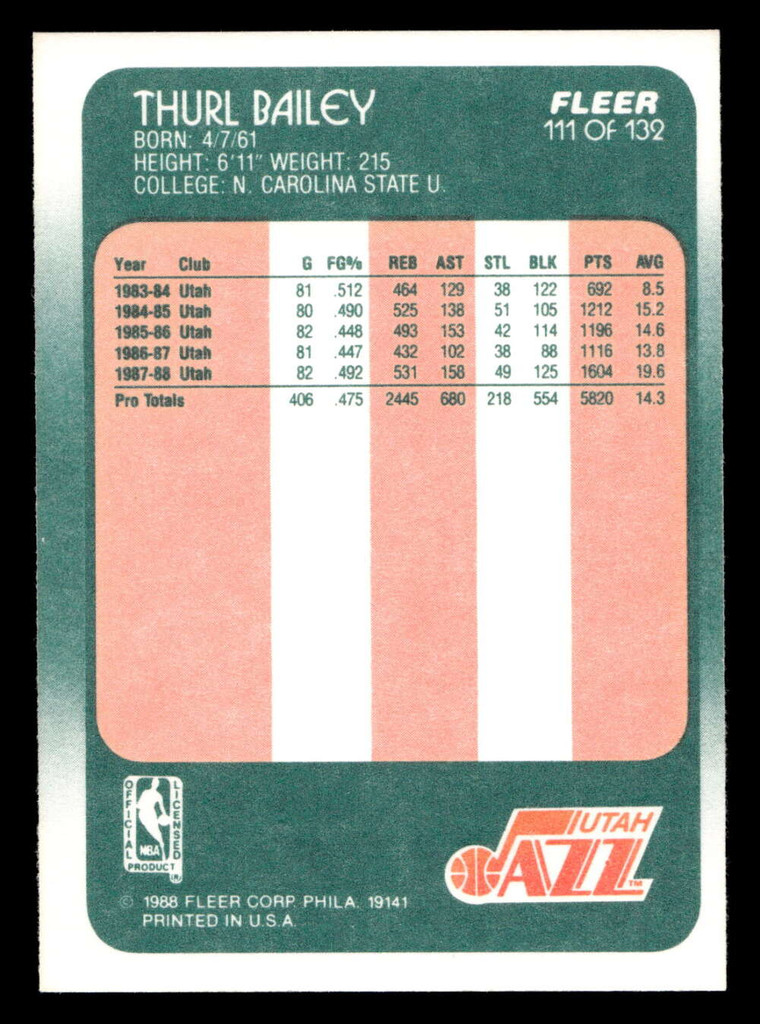 THURL BAILEY
FLEER
111 OF 132
BORN: 4/7/61
HEIGHT: 6'11" WEIGHT: 215
COLLEGE: N. CAROLINA STATE U.
Year Club G FG% REB AST STL BLK PTS AVG
1983-84 Utah 81 .512 464 129 38 122 692 8.5
1984-85 Utah 80 .490 525 138 51 105 1212 15.2
1985-86 Utah 82 .448 493 153 42 114 1196 14.6
1986-87 Utah 81 .447 432 102 38 88 1116 13.8
1987-88 Utah 82 .492 531 158 49 125 1604 19.6
Pro Totals 406 .475 2445 680 218 554 5820 14.3
OFFICIAL
LICENSED
NBA
PRODUCT
®
UTAH
JAZZ
TM
© 1988 FLEER CORP. PHILA. 19141
PRINTED IN U.S.A.